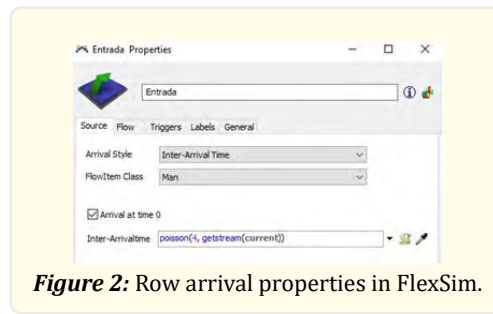 Entrada Properties
Entrada
Source Flow Triggers Labels General
Arrival Style Inter-Arrival Time
FlowItem Class Man
Arrival at time 0
Inter-Arrivaltime poisson(4, getstream(current))
Figure 2: Row arrival properties in FlexSim.